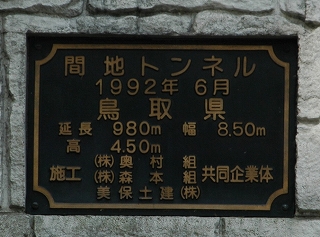 間地トンネル
1992年6月
鳥取県
延長 980m 幅 8.50m
高 4.50m
(株)奥村組
施工 (株)森本組 共同企業体
美保土建(株)